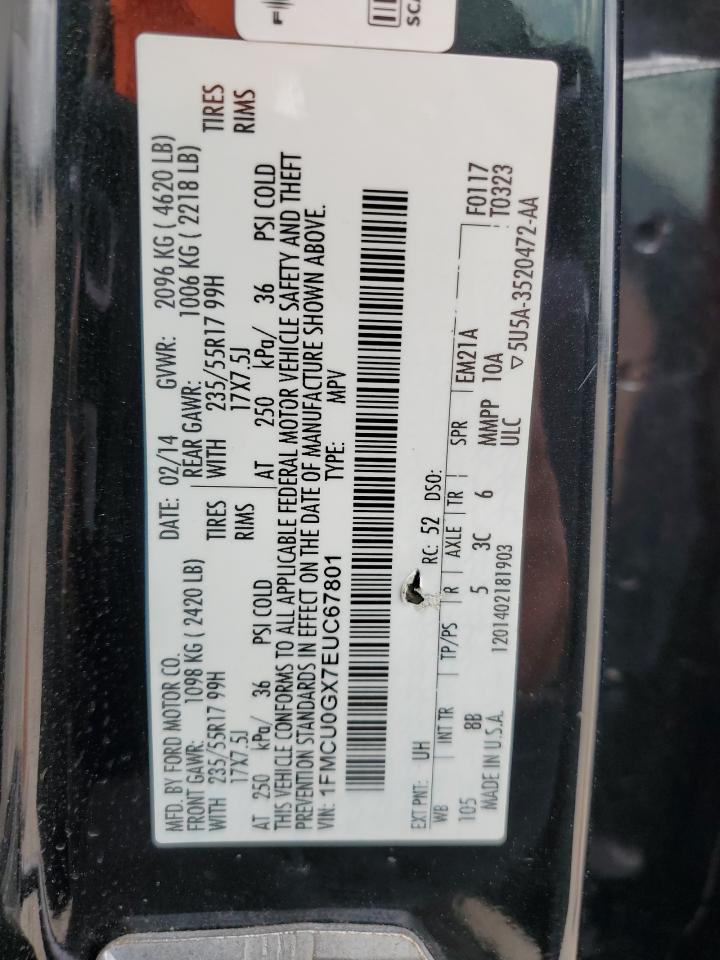 MFD. BY FORD MOTOR CO.
DATE: 02/14 GVWR: 2096 KG ( 4620 LB)
FRONT GAWR: 1098 KG ( 2420 LB) REAR GAWR: 1006 KG ( 2218 LB)
WITH 235/55R17 99H TIRES WITH 235/55R17 99H TIRES
17X7.5J RIMS 17X7.5J RIMS
AT 250 kPa/ 36 PSI COLD AT 250 kPa/ 36 PSI COLD
THIS VEHICLE CONFORMS TO ALL APPLICABLE FEDERAL MOTOR VEHICLE SAFETY AND THEFT
PREVENTION STANDARDS IN EFFECT ON THE DATE OF MANUFACTURE SHOWN ABOVE.
VIN: 1FMCU0GX7EUC67801 TYPE: MPV
EXT PNT: UH RC: 52 DSO: F0117
WB INT TR TP/PS R AXLE TR SPR EM21A T0323
105 8B 5 3C 6 MMPP 10A
MADE IN U.S.A. 1201402181903 ULC ▽5U5A-3520472-AA